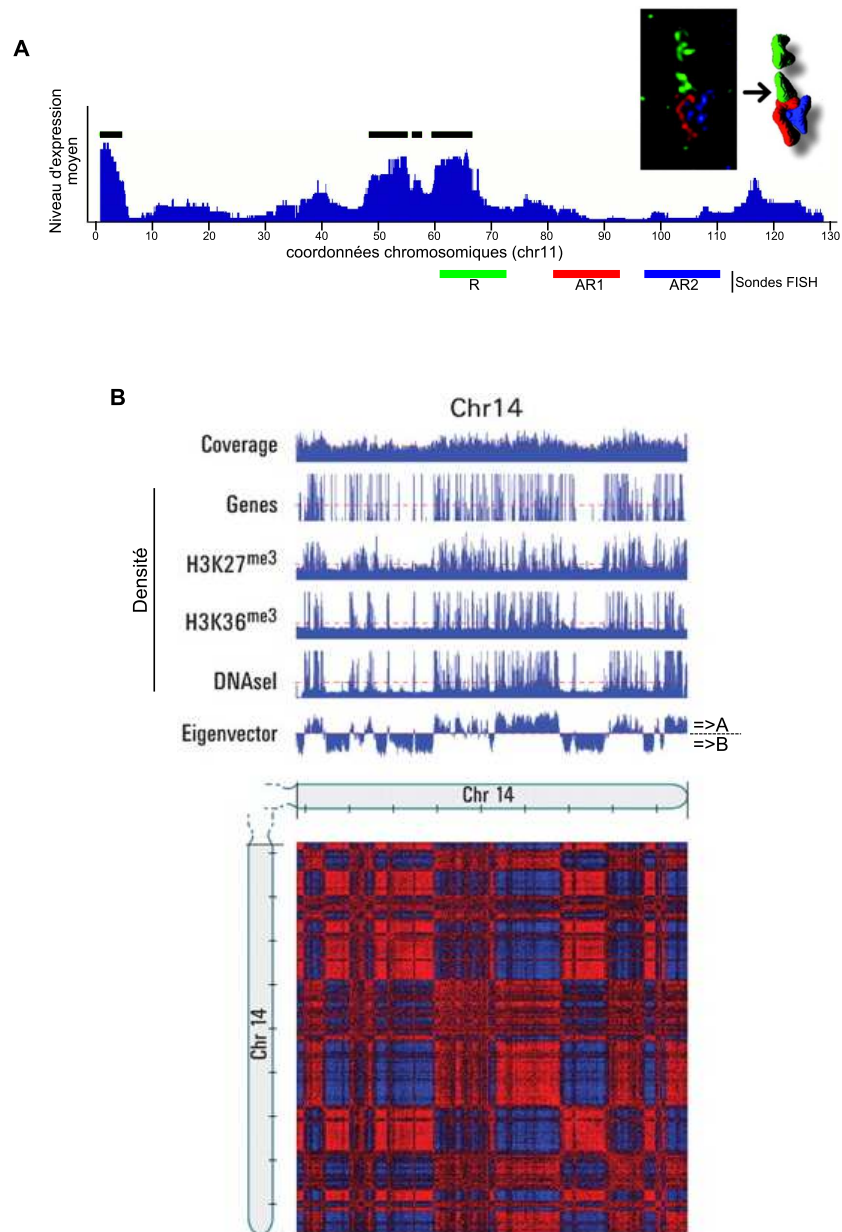 A
Niveau d'expression
moyen
0 10 20 30 40 50 60 70 80 90 100 110 120 130
coordonnées chromosomiques (chr11)
R AR1 AR2 Sondes FISH
B
Chr14
Coverage
Densité
Genes
H3K27me3
H3K36me3
DNAseI
Eigenvector
=>A
=>B
Chr 14
Chr 14